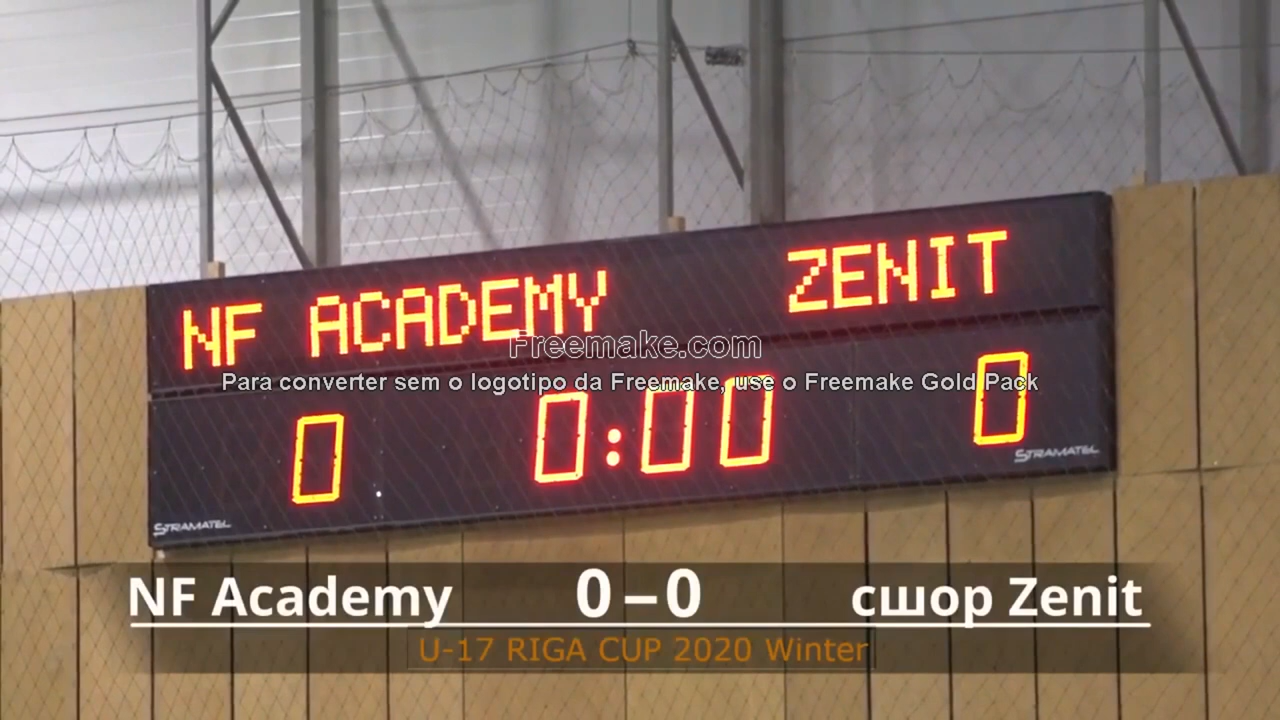 NF ACADEMY ZENIT
Freemake.com
Para converter sem o logotipo da Freemake, use o Freemake Gold Pack
0 0:00 0
STRAMATEL
STRAMATEL
NF Academy 0–0 сшор Zenit
U-17 RIGA CUP 2020 Winter